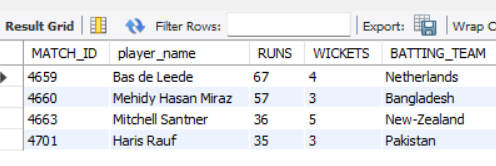 Result Grid Filter Rows: Export: Wrap C
MATCH_ID player_name RUNS WICKETS BATTING_TEAM
4659 Bas de Leede 67 4 Netherlands
4660 Mehidy Hasan Miraz 57 3 Bangladesh
4663 Mitchell Santner 36 5 New-Zealand
4701 Haris Rauf 35 3 Pakistan